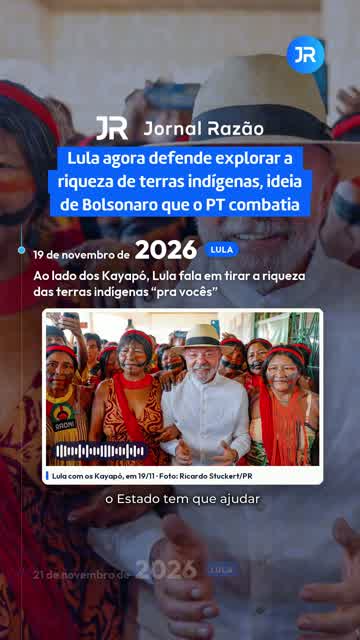 JR
JR Jornal Razão
Lula agora defende explorar a
riqueza de terras indígenas, ideia
de Bolsonaro que o PT combatia
19 de novembro de 2026 LULA
Ao lado dos Kayapó, Lula fala em tirar a riqueza
das terras indígenas “pra vocês”
RAONI
Lula com os Kayapó, em 19/11 · Foto: Ricardo Stuckert/PR
o Estado tem que ajudar
21 de novembro de 2026 LULA